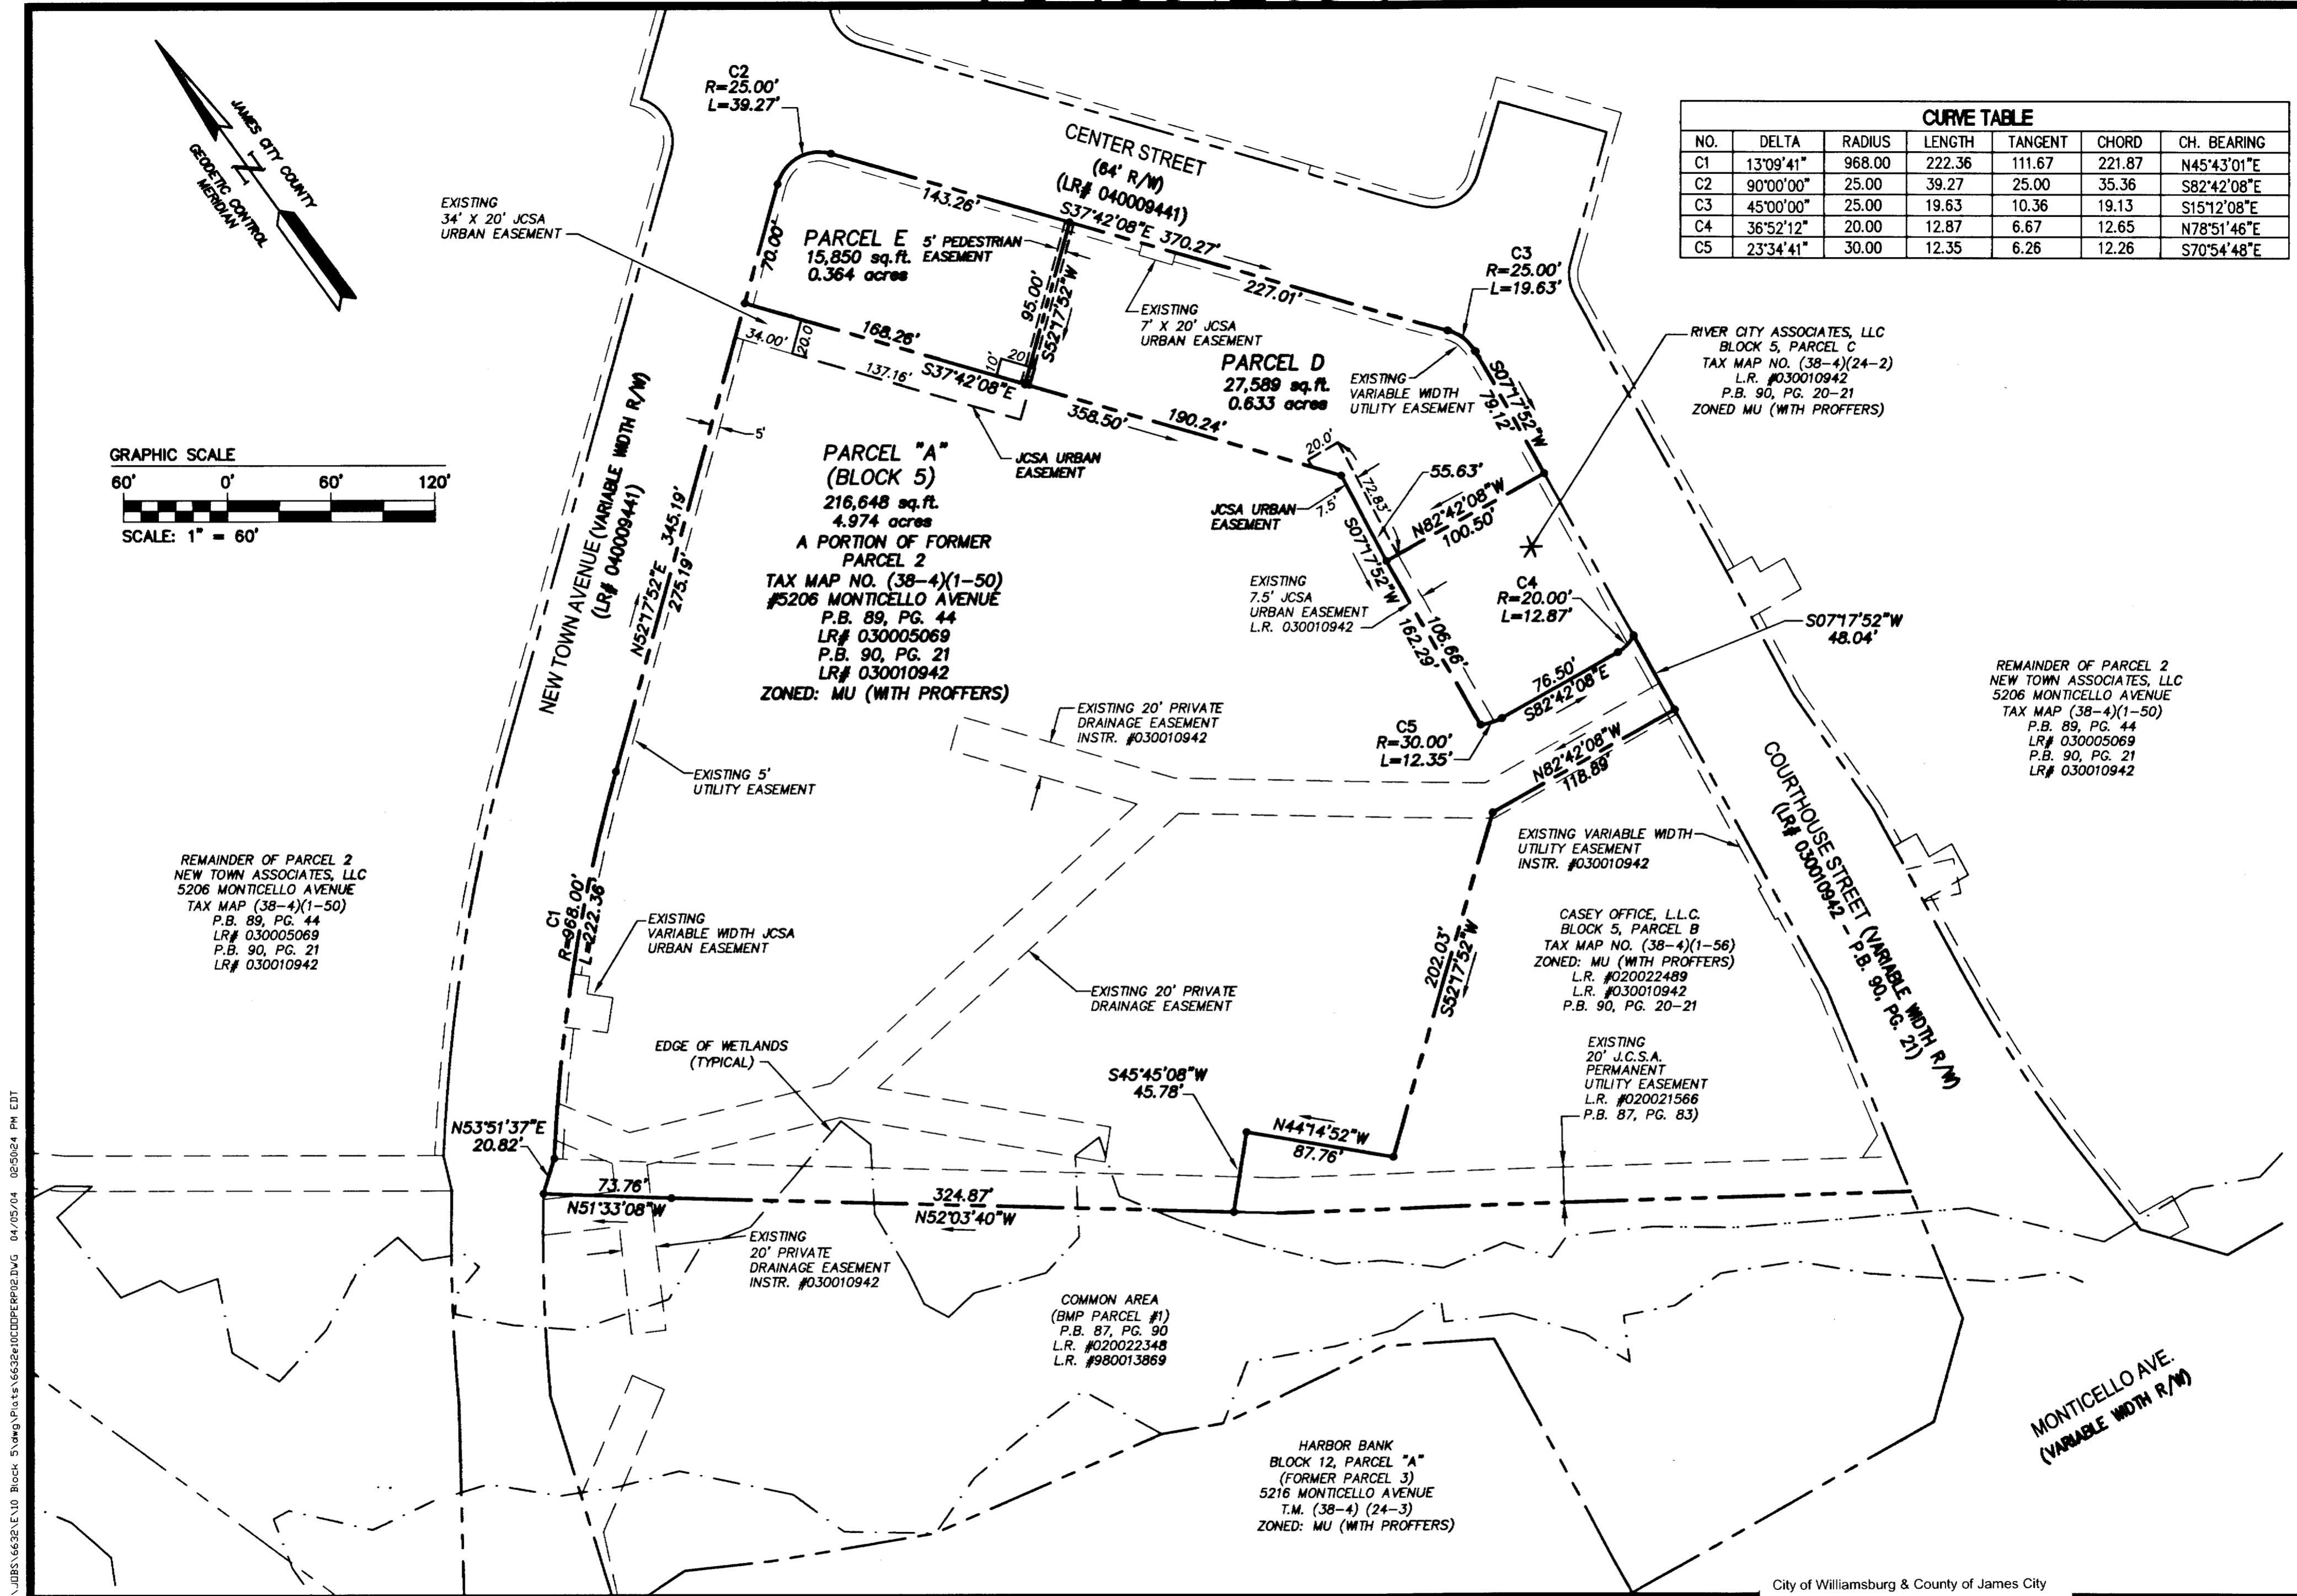 JAMES CITY COUNTY
GEODETIC CONTROL
MERIDIAN
N
GRAPHIC SCALE
60' 0' 60' 120'
SCALE: 1" = 60'
C2
R=25.00'
L=39.27'
CENTER STREET
(64' R/W)
(LR# 040009441)
S37°42'08"E 370.27'
143.26'
227.01'
CURVE TABLE
NO. DELTA RADIUS LENGTH TANGENT CHORD CH. BEARING
C1 13°09'41" 968.00 222.36 111.67 221.87 N45°43'01"E
C2 90°00'00" 25.00 39.27 25.00 35.36 S82°42'08"E
C3 45°00'00" 25.00 19.63 10.36 19.13 S15°12'08"E
C4 36°52'12" 20.00 12.87 6.67 12.65 N78°51'46"E
C5 23°34'41" 30.00 12.35 6.26 12.26 S70°54'48"E
EXISTING
34' X 20' JCSA
URBAN EASEMENT
70.00'
PARCEL E
15,850 sq.ft.
0.364 acres
5' PEDESTRIAN
EASEMENT
95.00'
S52°17'52"W
EXISTING
7' X 20' JCSA
URBAN EASEMENT
C3
R=25.00'
L=19.63'
34.00'
20.0
168.26'
137.16'
S37°42'08"E
10'
20'
PARCEL D
27,589 sq.ft.
0.633 acres
EXISTING
VARIABLE WIDTH
UTILITY EASEMENT
S07°17'52"W
79.12'
RIVER CITY ASSOCIATES, LLC
BLOCK 5, PARCEL C
TAX MAP NO. (38-4)(24-2)
L.R. #030010942
P.B. 90, PG. 20-21
ZONED MU (WITH PROFFERS)
358.50'
190.24'
5'
JCSA URBAN
EASEMENT
20.0'
72.83'
55.63'
7.5'
JCSA URBAN
EASEMENT
S07°17'52"W
N82°42'08"W
100.50'
NEW TOWN AVENUE (VARIABLE WIDTH R/W)
(LR# 040009441)
N52°17'52"E 345.19'
275.19'
PARCEL "A"
(BLOCK 5)
216,648 sq.ft.
4.974 acres
A PORTION OF FORMER
PARCEL 2
TAX MAP NO. (38-4)(1-50)
#5206 MONTICELLO AVENUE
P.B. 89, PG. 44
LR# 030005069
P.B. 90, PG. 21
LR# 030010942
ZONED: MU (WITH PROFFERS)
EXISTING
7.5' JCSA
URBAN EASEMENT
L.R. 030010942
106.66'
162.29'
C4
R=20.00'
L=12.87'
S07°17'52"W
48.04'
76.50'
S82°42'08"E
C5
R=30.00'
L=12.35'
N82°42'08"W
118.89'
REMAINDER OF PARCEL 2
NEW TOWN ASSOCIATES, LLC
5206 MONTICELLO AVENUE
TAX MAP (38-4)(1-50)
P.B. 89, PG. 44
LR# 030005069
P.B. 90, PG. 21
LR# 030010942
EXISTING 20' PRIVATE
DRAINAGE EASEMENT
INSTR. #030010942
EXISTING 5'
UTILITY EASEMENT
COURTHOUSE STREET (VARIABLE WIDTH R/W)
(LR# 030010942 - P.B. 90, PG. 21)
EXISTING VARIABLE WIDTH
UTILITY EASEMENT
INSTR. #030010942
REMAINDER OF PARCEL 2
NEW TOWN ASSOCIATES, LLC
5206 MONTICELLO AVENUE
TAX MAP (38-4)(1-50)
P.B. 89, PG. 44
LR# 030005069
P.B. 90, PG. 21
LR# 030010942
C1
R=968.00'
L=222.36'
EXISTING
VARIABLE WIDTH JCSA
URBAN EASEMENT
202.03'
S52°17'52"W
CASEY OFFICE, L.L.C.
BLOCK 5, PARCEL B
TAX MAP NO. (38-4)(1-56)
ZONED: MU (WITH PROFFERS)
L.R. #020022489
L.R. #030010942
P.B. 90, PG. 20-21
EXISTING 20' PRIVATE
DRAINAGE EASEMENT
EDGE OF WETLANDS
(TYPICAL)
EXISTING
20' J.C.S.A.
PERMANENT
UTILITY EASEMENT
L.R. #020021566
P.B. 87, PG. 83)
S45°45'08"W
45.78'
N44°14'52"W
87.76'
N53°51'37"E
20.82'
73.76'
N51°33'08"W
324.87'
N52°03'40"W
EXISTING
20' PRIVATE
DRAINAGE EASEMENT
INSTR. #030010942
COMMON AREA
(BMP PARCEL #1)
P.B. 87, PG. 90
L.R. #020022348
L.R. #980013869
MONTICELLO AVE.
(VARIABLE WIDTH R/W)
HARBOR BANK
BLOCK 12, PARCEL "A"
(FORMER PARCEL 3)
5216 MONTICELLO AVENUE
T.M. (38-4) (24-3)
ZONED: MU (WITH PROFFERS)
\JOBS\6632\E\10 Block 5\dwg\Plats\6632e10COOPERP02.DWG 04/05/04 02:50:24 PM EDT
City of Williamsburg & County of James City